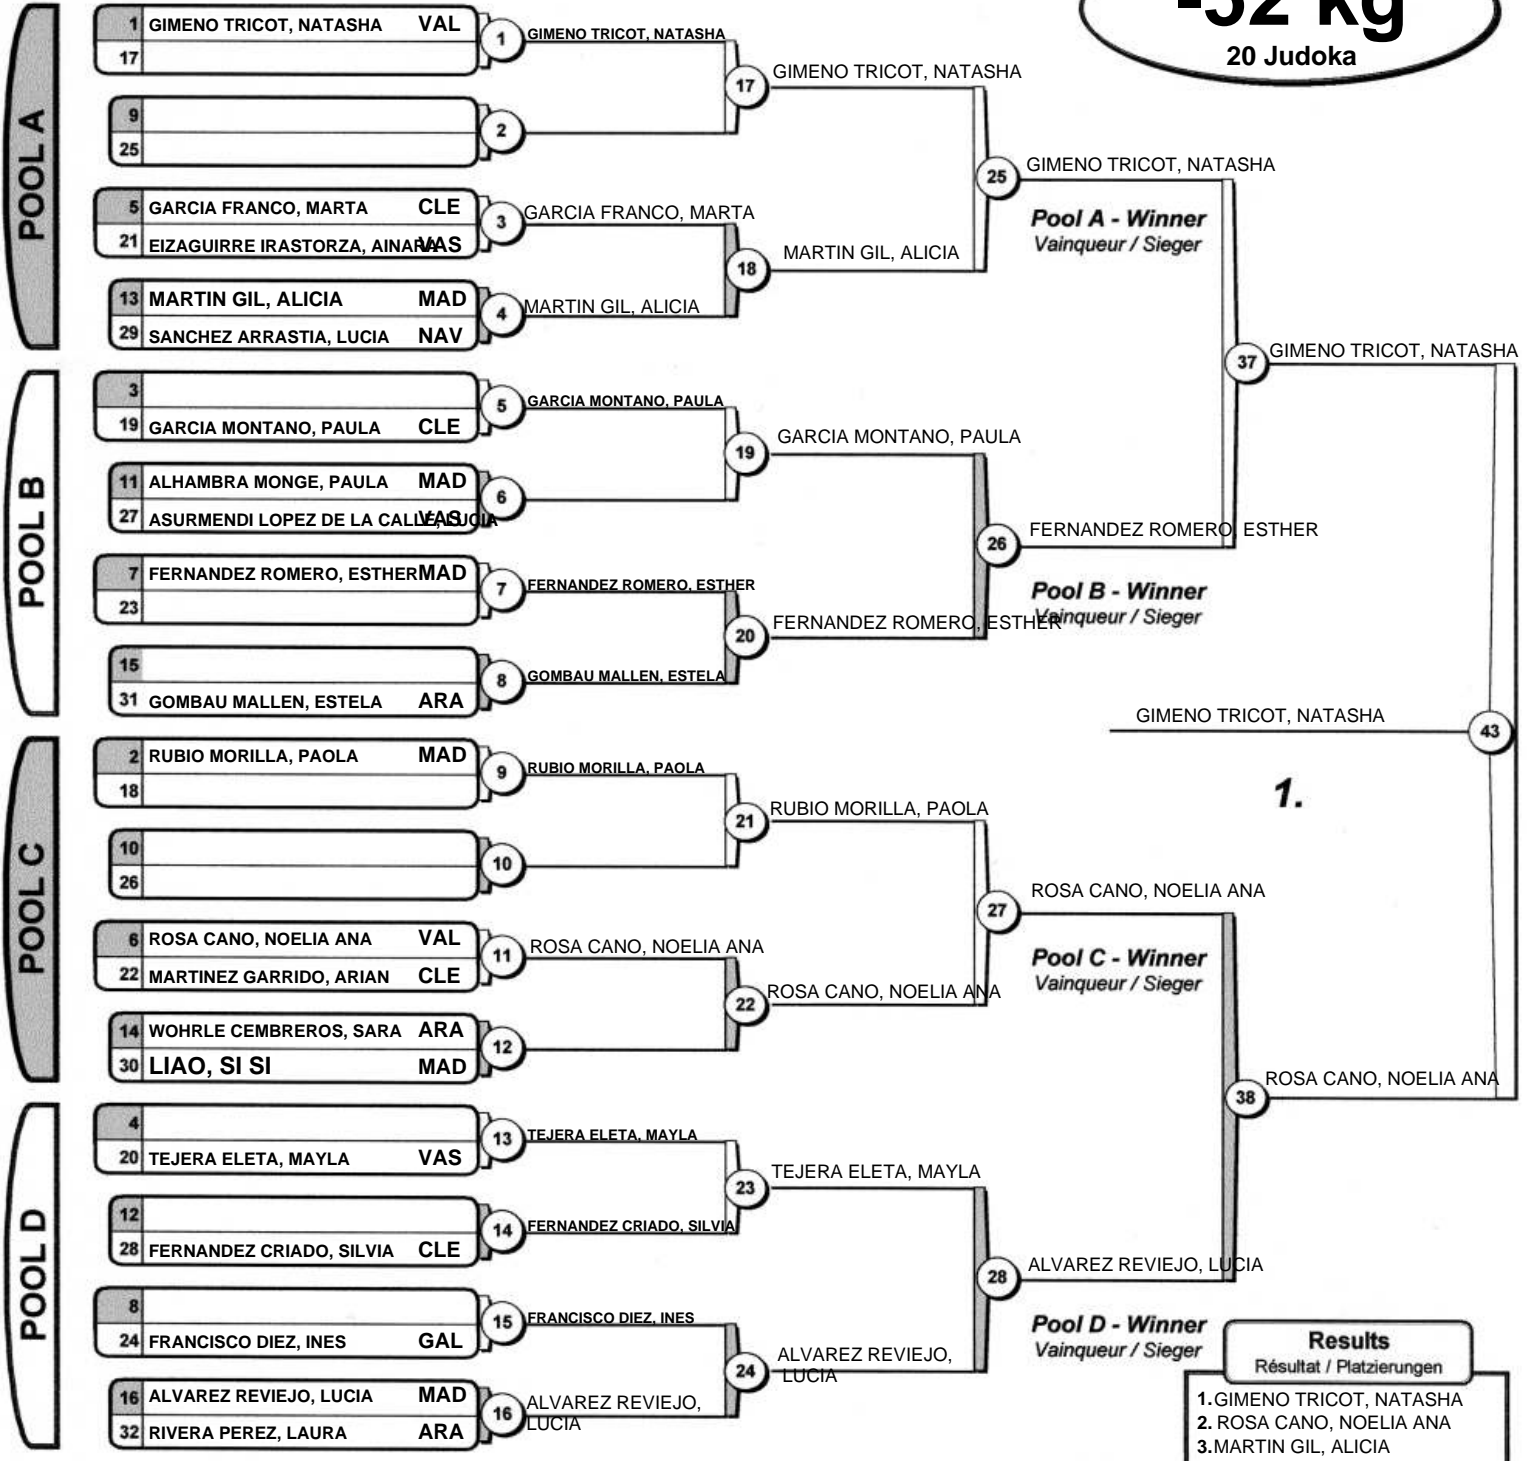 -52 kg
20 Judoka
POOL A
1 GIMENO TRICOT, NATASHA VAL
17
9
25
5 GARCIA FRANCO, MARTA CLE
21 EIZAGUIRRE IRASTORZA, AINARA VAS
13 MARTIN GIL, ALICIA MAD
29 SANCHEZ ARRASTIA, LUCIA NAV
POOL B
3
19 GARCIA MONTANO, PAULA CLE
11 ALHAMBRA MONGE, PAULA MAD
27 ASURMENDI LOPEZ DE LA CALLE, LUCIA VAS
7 FERNANDEZ ROMERO, ESTHER MAD
23
15
31 GOMBAU MALLEN, ESTELA ARA
POOL C
2 RUBIO MORILLA, PAOLA MAD
18
10
26
6 ROSA CANO, NOELIA ANA VAL
22 MARTINEZ GARRIDO, ARIAN CLE
14 WOHRLE CEMBREROS, SARA ARA
30 LIAO, SI SI MAD
POOL D
4
20 TEJERA ELETA, MAYLA VAS
12
28 FERNANDEZ CRIADO, SILVIA CLE
8
24 FRANCISCO DIEZ, INES GAL
16 ALVAREZ REVIEJO, LUCIA MAD
32 RIVERA PEREZ, LAURA ARA
1 GIMENO TRICOT, NATASHA
2
3 GARCIA FRANCO, MARTA
4 MARTIN GIL, ALICIA
5 GARCIA MONTANO, PAULA
6
7 FERNANDEZ ROMERO, ESTHER
8 GOMBAU MALLEN, ESTELA
9 RUBIO MORILLA, PAOLA
10
11 ROSA CANO, NOELIA ANA
12
13 TEJERA ELETA, MAYLA
14 FERNANDEZ CRIADO, SILVIA
15 FRANCISCO DIEZ, INES
16 ALVAREZ REVIEJO,
LUCIA
17 GIMENO TRICOT, NATASHA
18 MARTIN GIL, ALICIA
19 GARCIA MONTANO, PAULA
20 FERNANDEZ ROMERO, ESTHER
21 RUBIO MORILLA, PAOLA
22 ROSA CANO, NOELIA ANA
23 TEJERA ELETA, MAYLA
24 ALVAREZ REVIEJO,
LUCIA
25 GIMENO TRICOT, NATASHA
Pool A - Winner
Vainqueur / Sieger
26 FERNANDEZ ROMERO, ESTHER
Pool B - Winner
Vainqueur / Sieger
27 ROSA CANO, NOELIA ANA
Pool C - Winner
Vainqueur / Sieger
28 ALVAREZ REVIEJO, LUCIA
Pool D - Winner
Vainqueur / Sieger
37 GIMENO TRICOT, NATASHA
38 ROSA CANO, NOELIA ANA
GIMENO TRICOT, NATASHA 43
1.
Results
Résultat / Platzierungen
1. GIMENO TRICOT, NATASHA
2. ROSA CANO, NOELIA ANA
3. MARTIN GIL, ALICIA